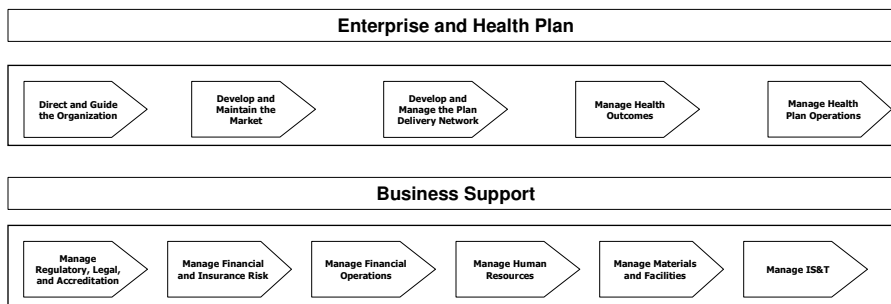 Enterprise and Health Plan
Direct and Guide
the Organization
Develop and
Maintain the
Market
Develop and
Manage the Plan
Delivery Network
Manage Health
Outcomes
Manage Health
Plan Operations
Business Support
Manage
Regulatory, Legal,
and Accreditation
Manage Financial
and Insurance Risk
Manage Financial
Operations
Manage Human
Resources
Manage Materials
and Facilities
Manage IS&T